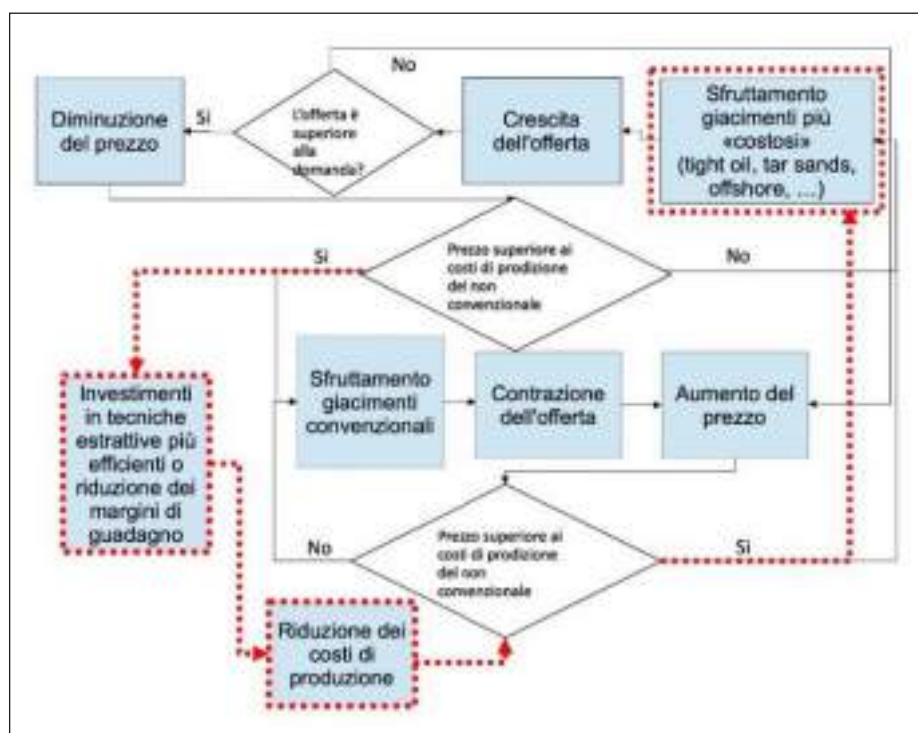 No
Diminuzione
del prezzo
Si
L'offerta è
superiore
alla
domanda?
Crescita
dell'offerta
Sfruttamento
giacimenti più
«costosi»
(tight oil, tar sands,
offshore, ...)
Si
Prezzo superiore ai
costi di prodizione
del non
convenzionale
No
Investimenti
in tecniche
estrattive più
efficienti o
riduzione dei
margini di
guadagno
Sfruttamento
giacimenti
convenzionali
Contrazione
dell'offerta
Aumento del
prezzo
No
Prezzo superiore ai
costi di prodizione
del non
convenzionale
Si
Riduzione dei
costi di
produzione